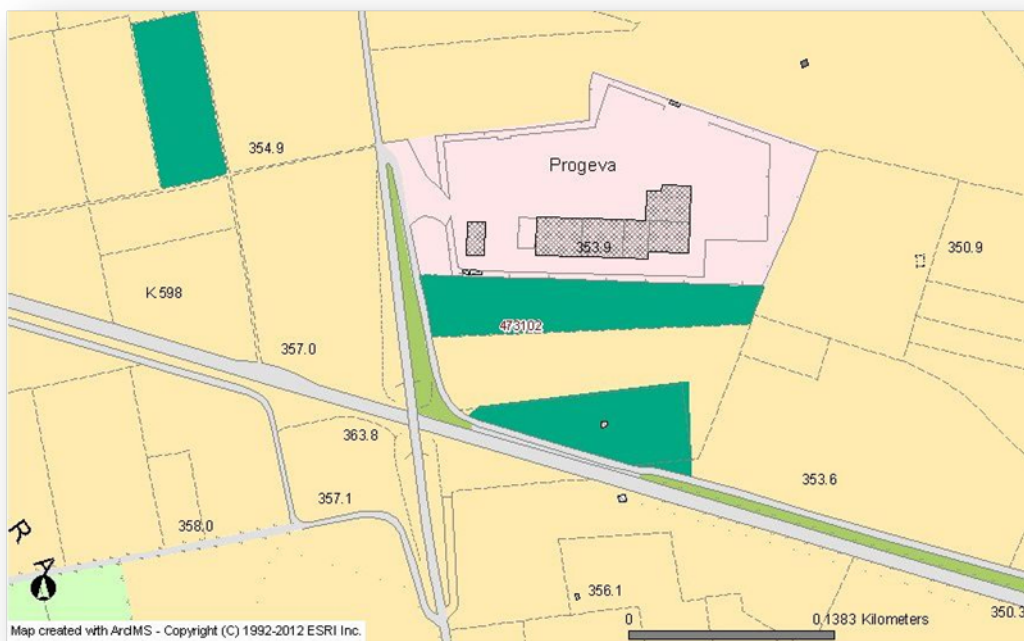 354.9
Progeva
353.9
350.9
K 598
473102
357.0
363.8
353.6
357.1
358.0
R
A
356.1
350.3
0
0.1383 Kilometers
Map created with ArcIMS - Copyright (C) 1992-2012 ESRI Inc.